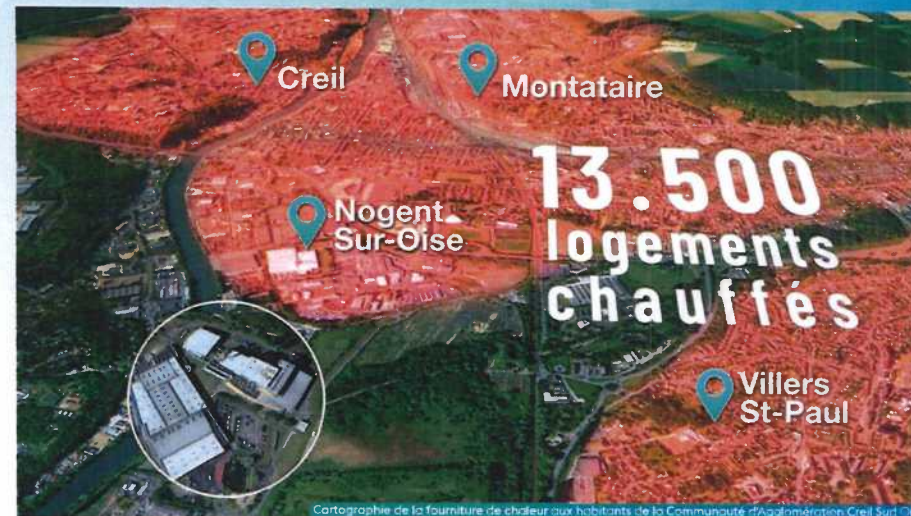 Creil
Montataire
13.500
logements
chauffés
Nogent
Sur-Oise
Villers
St-Paul
Cartographie de la fourniture de chaleur aux habitants de la Communauté d'Agglomération Creil Sud